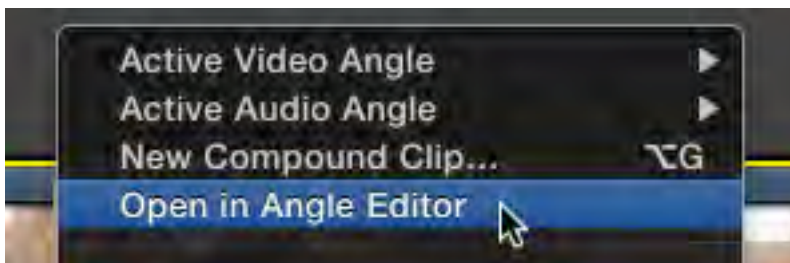 Active Video Angle ▶
Active Audio Angle ▶
New Compound Clip... ⌥G
Open in Angle Editor